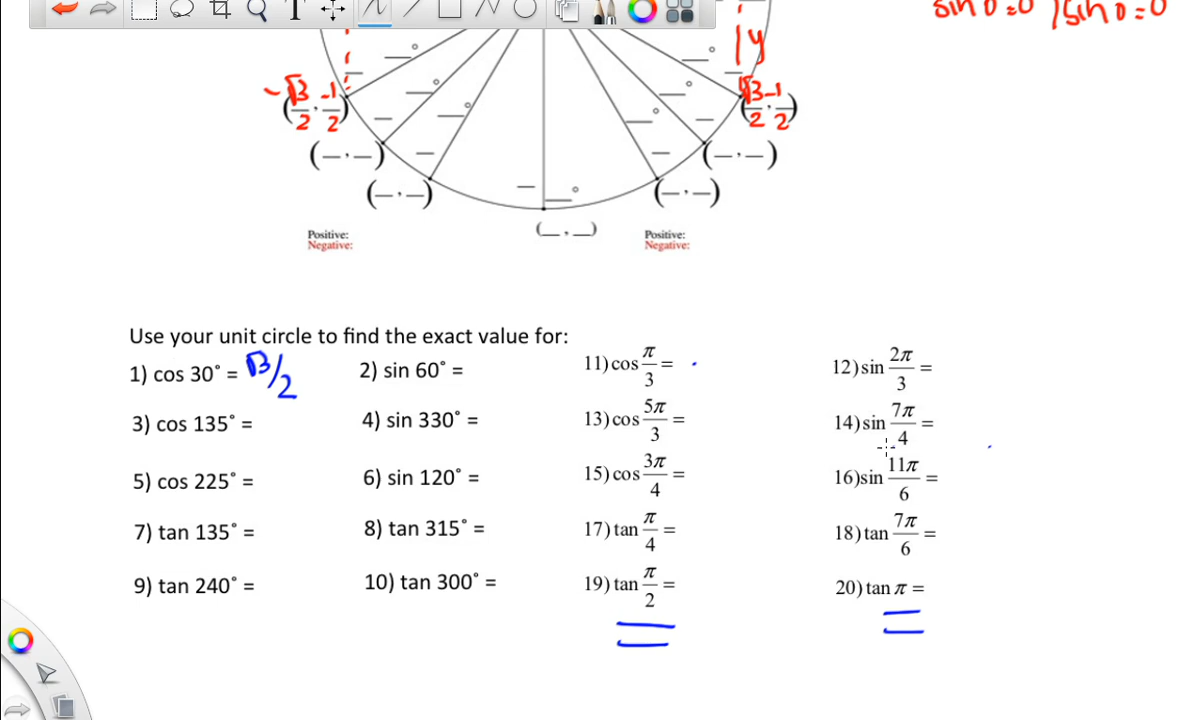 sin 0 = 0 / sin 0 = 0
T
y
(-√3/2, -1/2) (√3/2, -1/2)
(—,—) (—,—)
(—,—) (—,—)
(—,—)
Positive: Positive:
Negative: Negative:
Use your unit circle to find the exact value for:
1) cos 30° = √3/2 2) sin 60° = 11) cos π/3 = 12) sin 2π/3 =
3) cos 135° = 4) sin 330° = 13) cos 5π/3 = 14) sin 7π/4 =
5) cos 225° = 6) sin 120° = 15) cos 3π/4 = 16) sin 11π/6 =
7) tan 135° = 8) tan 315° = 17) tan π/4 = 18) tan 7π/6 =
9) tan 240° = 10) tan 300° = 19) tan π/2 = 20) tan π =